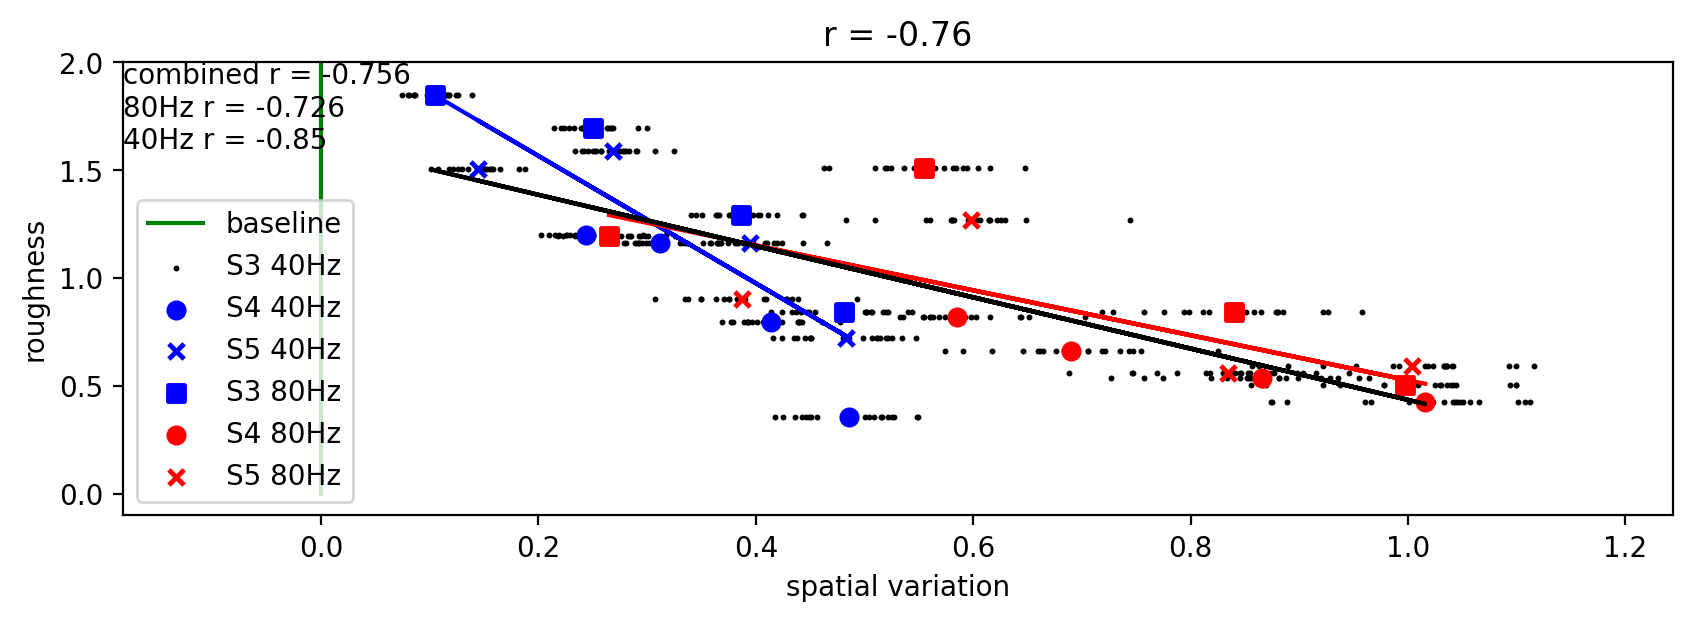 r = -0.76
combined r = -0.756
80Hz r = -0.726
40Hz r = -0.85
2.0
1.5
1.0
0.5
0.0
roughness
baseline
S3 40Hz
S4 40Hz
S5 40Hz
S3 80Hz
S4 80Hz
S5 80Hz
0.0 0.2 0.4 0.6 0.8 1.0 1.2
spatial variation